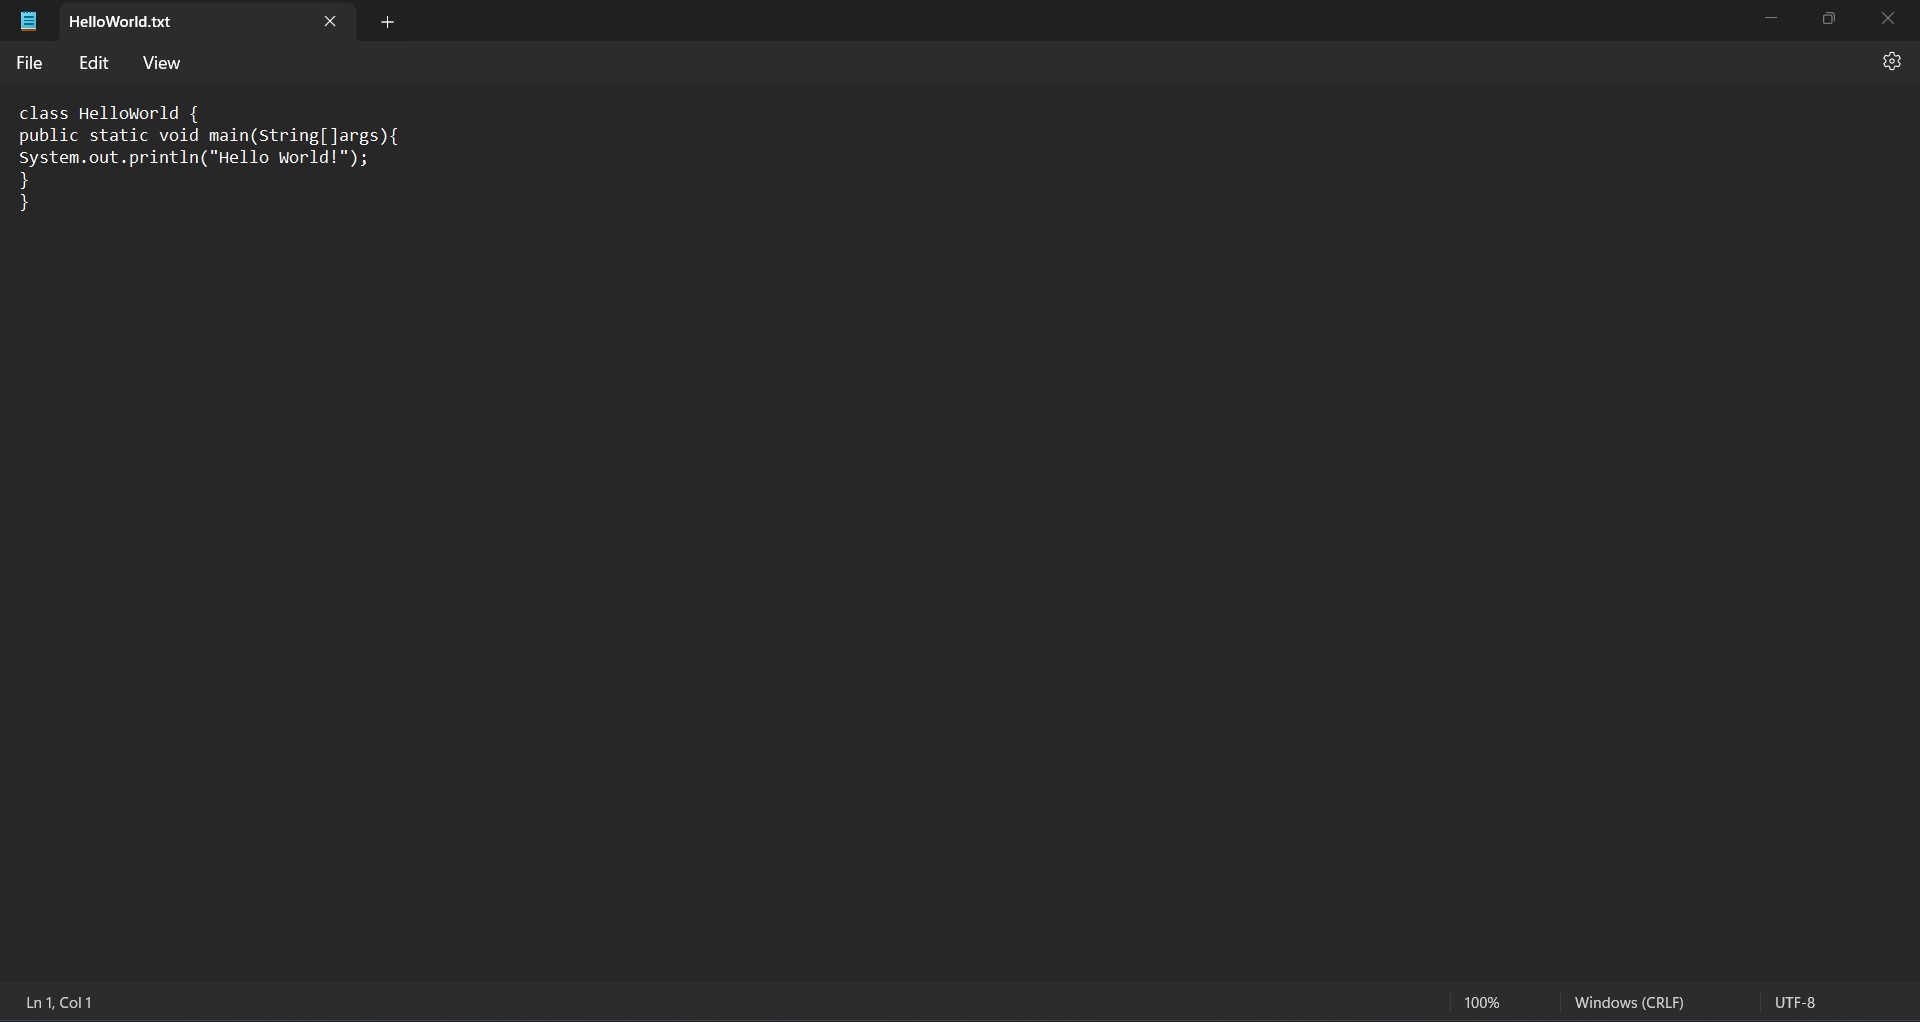 HelloWorld.txt
File Edit View
class HelloWorld {
public static void main(String[]args){
System.out.println("Hello World!");
}
}
Ln 1, Col 1 100% Windows (CRLF) UTF-8